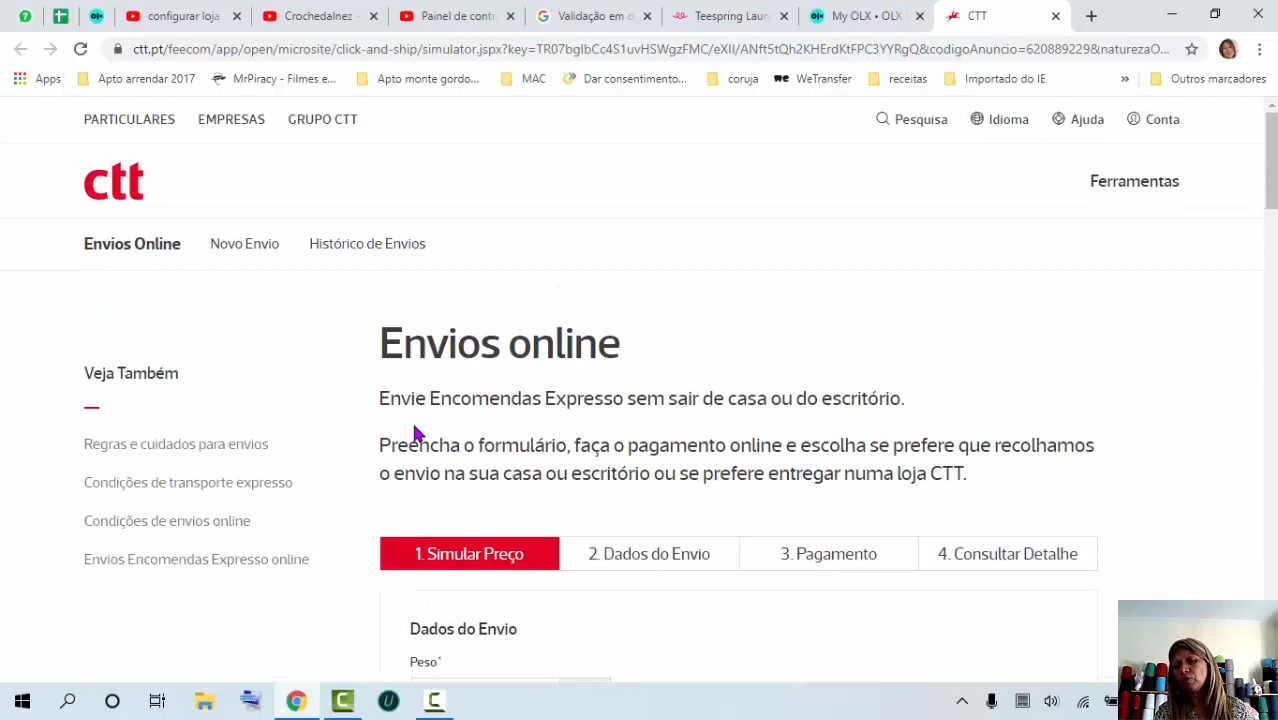 configurar loja
Crochedalnez -
Painel de cont
Validação em d
Teespring Laun
My OLX • OLX
CTT
ctt.pt/feecom/app/open/microsite/click-and-ship/simulator.jspx?key=TR07bgIbCc4S1uvHSWgzFMC/eXII/ANft5tQh2KHErdKtFPC3YYRgQ&codigoAnuncio=620889229&naturezaO...
Apps
Apto arrendar 2017
MrPiracy - Filmes e...
Apto monte gordo...
MAC
Dar consentimento...
coruja
WeTransfer
receitas
Importado do IE
»
Outros marcadores
PARTICULARES EMPRESAS GRUPO CTT
Pesquisa Idioma Ajuda Conta
ctt
Ferramentas
Envios Online Novo Envio Histórico de Envios
Envios online
Veja Também
Envie Encomendas Expresso sem sair de casa ou do escritório.
Regras e cuidados para envios
Preencha o formulário, faça o pagamento online e escolha se prefere que recolhamos
o envio na sua casa ou escritório ou se prefere entregar numa loja CTT.
Condições de transporte expresso
Condições de envios online
Envios Encomendas Expresso online
1. Simular Preço 2. Dados do Envio 3. Pagamento 4. Consultar Detalhe
Dados do Envio
Peso*